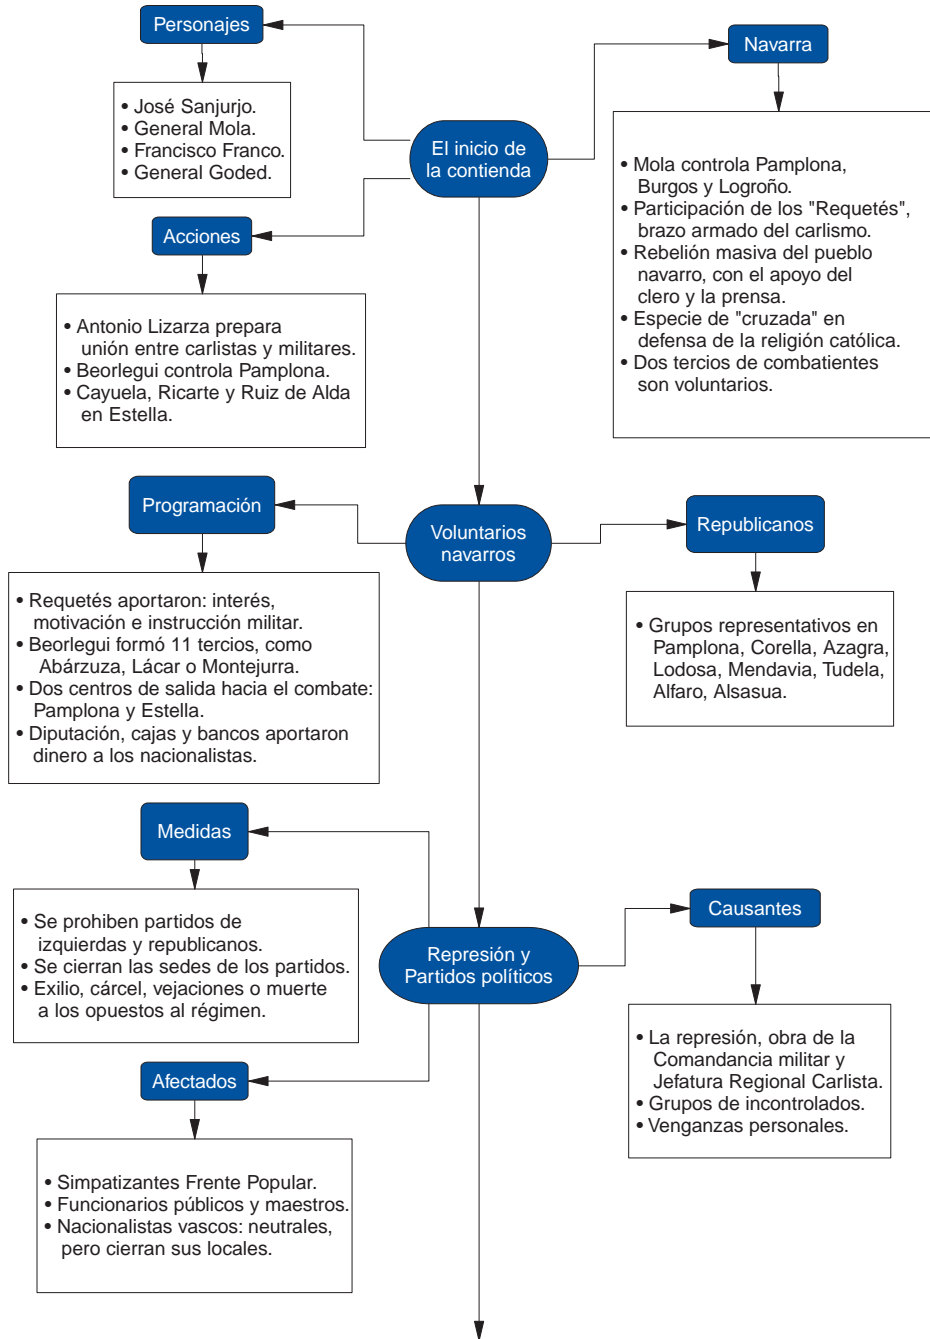 Personajes
• José Sanjurjo.
• General Mola.
• Francisco Franco.
• General Goded.
El inicio de
la contienda
Navarra
• Mola controla Pamplona,
Burgos y Logroño.
• Participación de los "Requetés",
brazo armado del carlismo.
• Rebelión masiva del pueblo
navarro, con el apoyo del
clero y la prensa.
• Especie de "cruzada" en
defensa de la religión católica.
• Dos tercios de combatientes
son voluntarios.
Acciones
• Antonio Lizarza prepara
unión entre carlistas y militares.
• Beorlegui controla Pamplona.
• Cayuela, Ricarte y Ruiz de Alda
en Estella.
Programación
• Requetés aportaron: interés,
motivación e instrucción militar.
• Beorlegui formó 11 tercios, como
Abárzuza, Lácar o Montejurra.
• Dos centros de salida hacia el combate:
Pamplona y Estella.
• Diputación, cajas y bancos aportaron
dinero a los nacionalistas.
Voluntarios
navarros
Republicanos
• Grupos representativos en
Pamplona, Corella, Azagra,
Lodosa, Mendavia, Tudela,
Alfaro, Alsasua.
Medidas
• Se prohiben partidos de
izquierdas y republicanos.
• Se cierran las sedes de los partidos.
• Exilio, cárcel, vejaciones o muerte
a los opuestos al régimen.
Represión y
Partidos políticos
Causantes
• La represión, obra de la
Comandancia militar y
Jefatura Regional Carlista.
• Grupos de incontrolados.
• Venganzas personales.
Afectados
• Simpatizantes Frente Popular.
• Funcionarios públicos y maestros.
• Nacionalistas vascos: neutrales,
pero cierran sus locales.